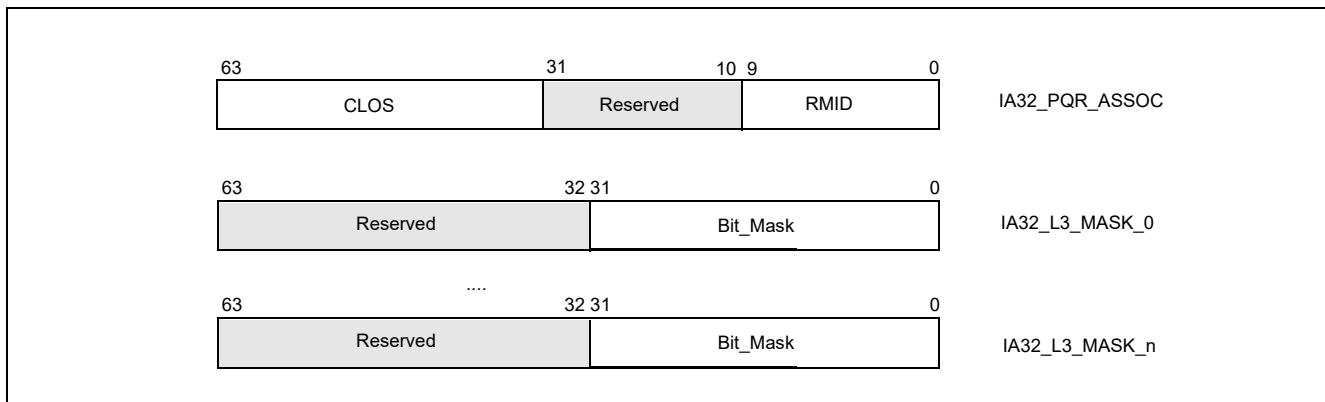 63 31 10 9 0
CLOS Reserved RMID IA32_PQR_ASSOC
63 32 31 0
Reserved Bit_Mask IA32_L3_MASK_0
....
63 32 31 0
Reserved Bit_Mask IA32_L3_MASK_n